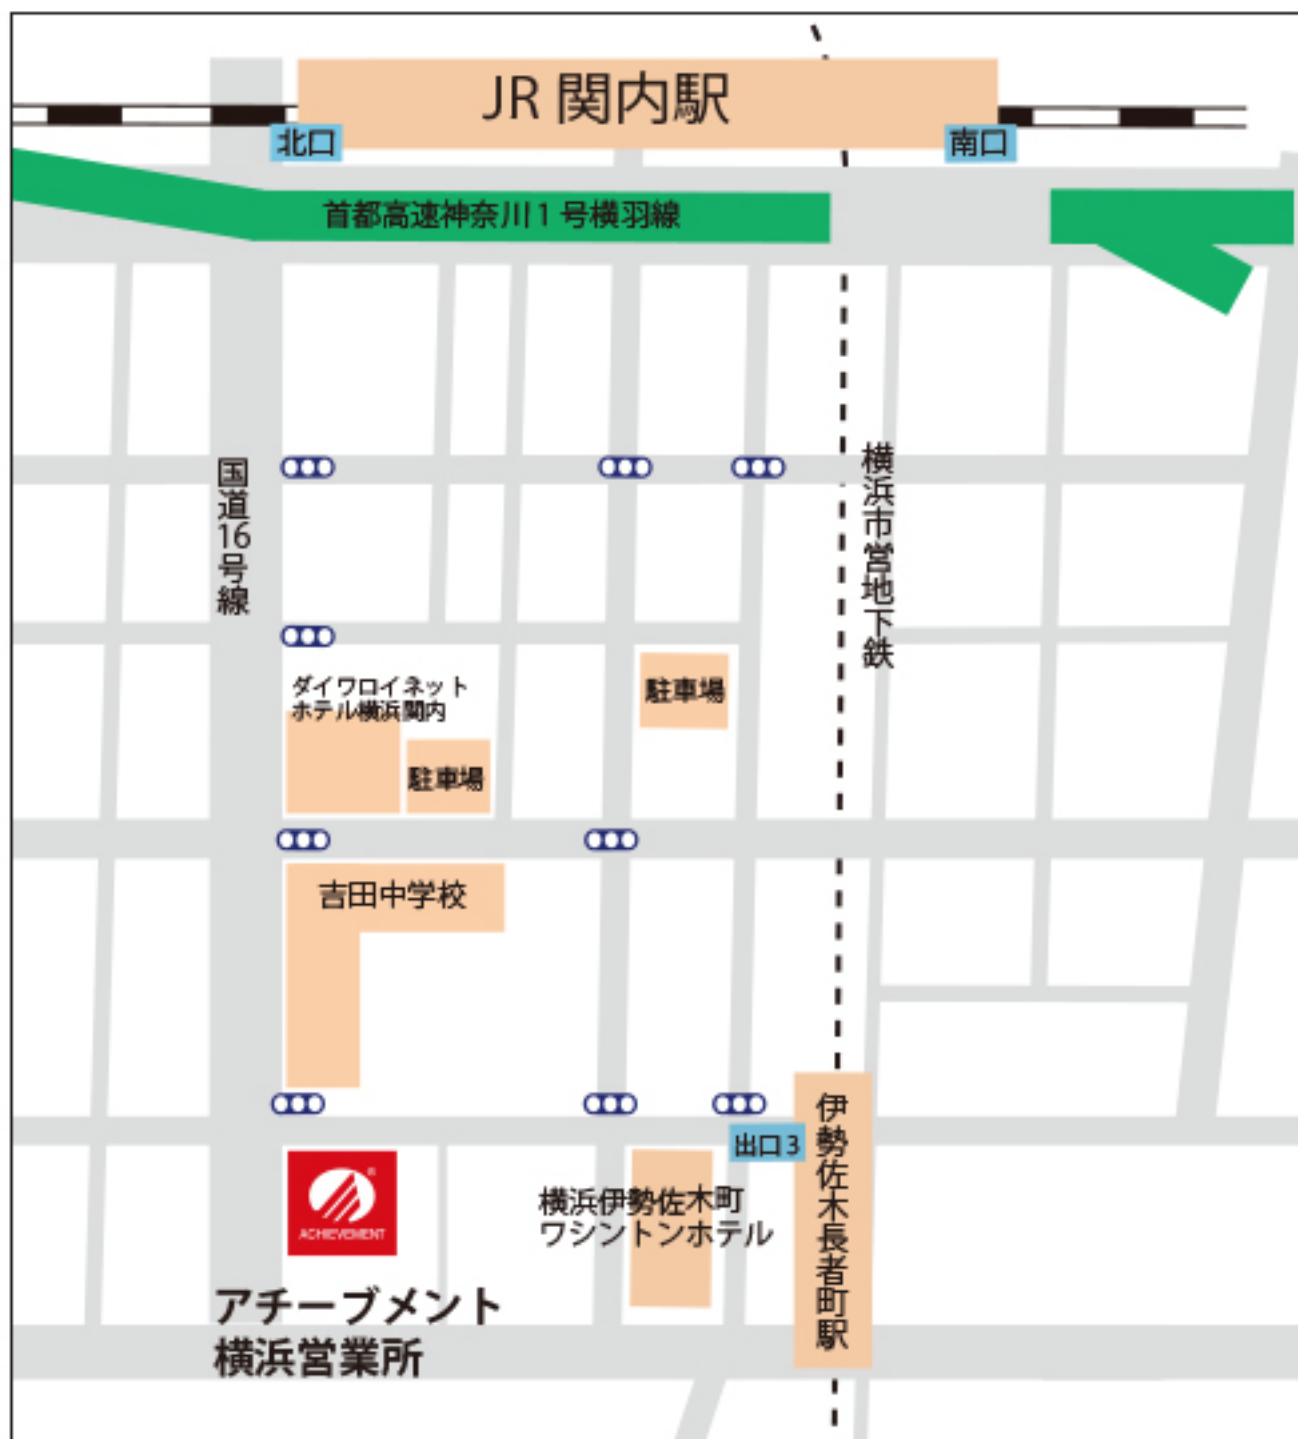 JR 関内駅
北口
南口
首都高速神奈川1号横羽線
国道16号線
横浜市営地下鉄
ダイワロイネット
ホテル横浜関内
駐車場
駐車場
吉田中学校
出口3
伊勢佐木長者町駅
®
ACHIEVEMENT
横浜伊勢佐木町
ワシントンホテル
アチーブメント
横浜営業所